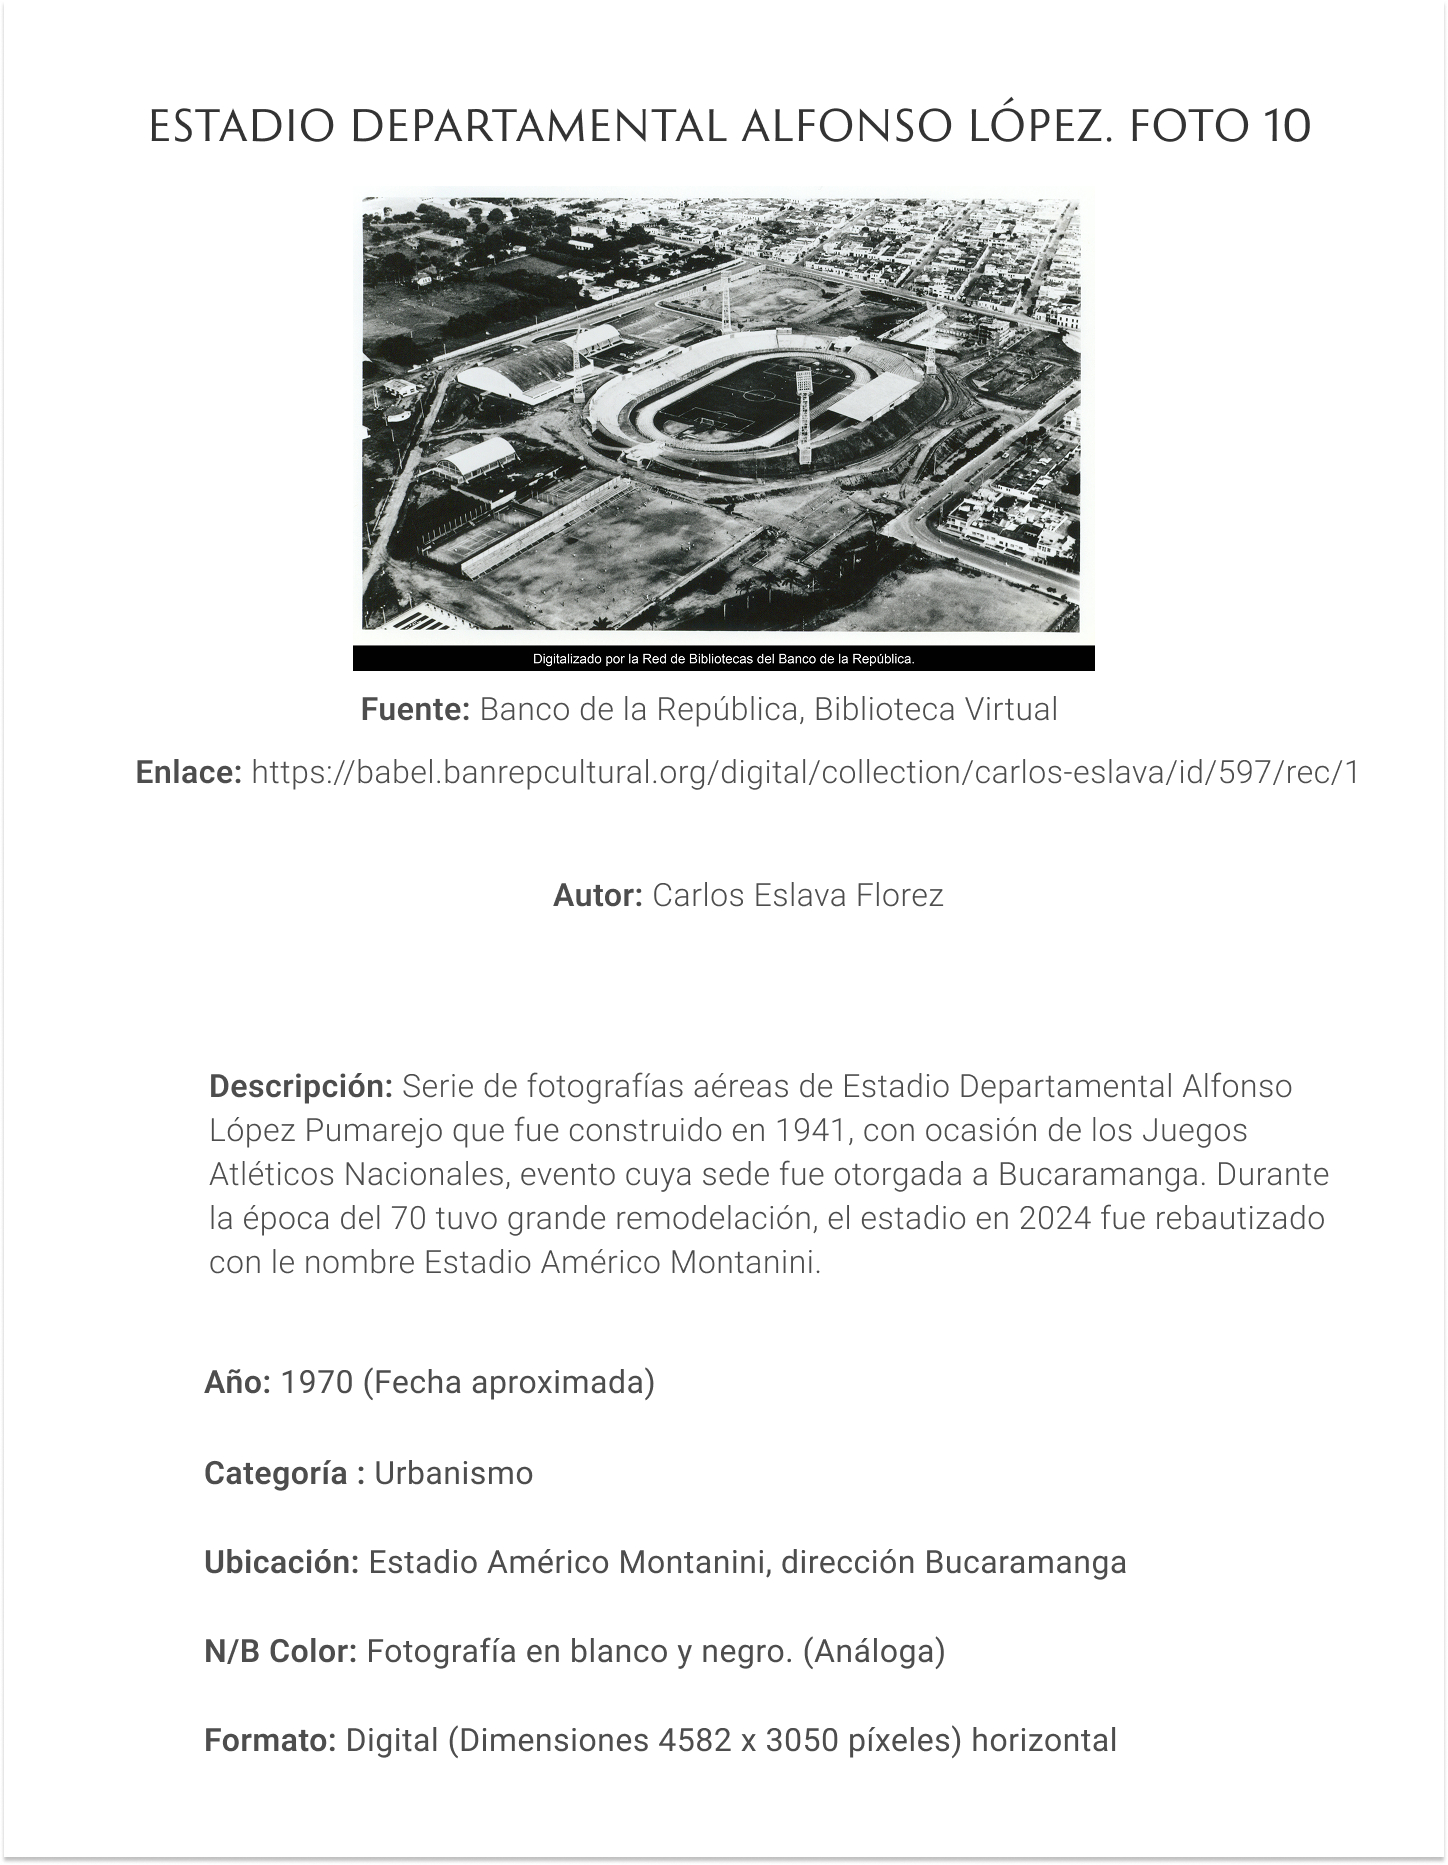 ESTADIO DEPARTAMENTAL ALFONSO LÓPEZ. FOTO 10
Digitalizado por la Red de Bibliotecas del Banco de la República.
Fuente: Banco de la República, Biblioteca Virtual
Enlace: https://babel.banrepcultural.org/digital/collection/carlos-eslava/id/597/rec/1
Autor: Carlos Eslava Florez
Descripción: Serie de fotografías aéreas de Estadio Departamental Alfonso
López Pumarejo que fue construido en 1941, con ocasión de los Juegos
Atléticos Nacionales, evento cuya sede fue otorgada a Bucaramanga. Durante
la época del 70 tuvo grande remodelación, el estadio en 2024 fue rebautizado
con le nombre Estadio Américo Montanini.
Año: 1970 (Fecha aproximada)
Categoría : Urbanismo
Ubicación: Estadio Américo Montanini, dirección Bucaramanga
N/B Color: Fotografía en blanco y negro. (Análoga)
Formato: Digital (Dimensiones 4582 x 3050 píxeles) horizontal